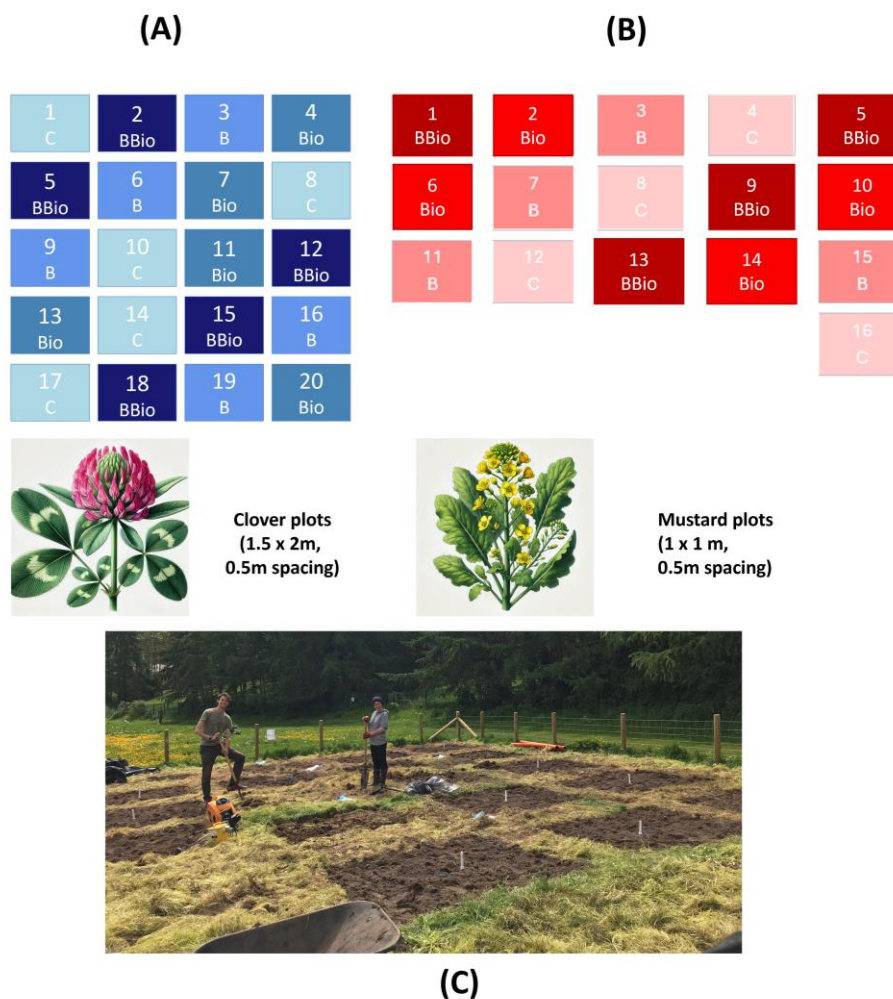 (A)
1
C
2
BBio
3
B
4
Bio
5
BBio
6
B
7
Bio
8
C
9
B
10
C
11
Bio
12
BBio
13
Bio
14
C
15
BBio
16
B
17
C
18
BBio
19
B
20
Bio
Clover plots
(1.5 x 2m,
0.5m spacing)
(B)
1
BBio
2
Bio
3
B
4
C
5
BBio
6
Bio
7
B
8
C
9
BBio
10
Bio
11
B
12
C
13
BBio
14
Bio
15
B
16
C
Mustard plots
(1 x 1 m,
0.5m spacing)
(C)